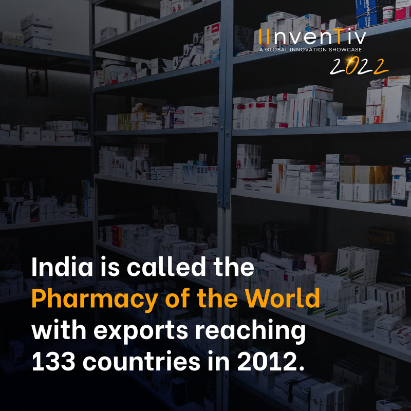 IInvenTiv
A GLOBAL INNOVATION SHOWCASE
2022
India is called the
Pharmacy of the World
with exports reaching
133 countries in 2012.